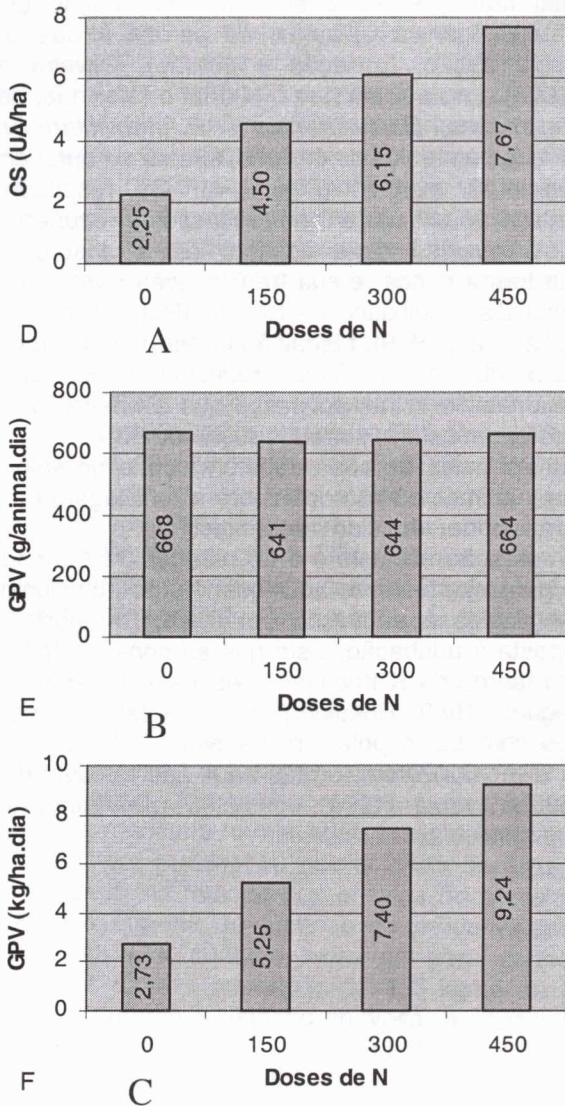 8
6
4
2
0
CS (UA/ha)
2,25
4,50
6,15
7,67
0 150 300 450
Doses de N
D A
800
600
400
200
0
GPV (g/animal.dia)
668
641
644
664
0 150 300 450
Doses de N
E B
10
8
6
4
2
0
GPV (kg/ha.dia)
2,73
5,25
7,40
9,24
0 150 300 450
Doses de N
F C